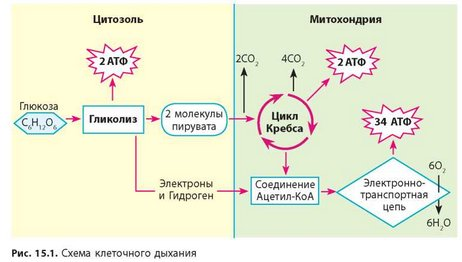 Цитозоль
Митохондрия
2 АТФ
2CO₂
4CO₂
2 АТФ
Глюкоза
C₆H₁₂O₆
Гликолиз
2 молекулы
пирувата
Цикл
Кребса
34 АТФ
Электроны
и Гидроген
Соединение
Ацетил-КоА
Электронно-
транспортная
цепь
6O₂
6H₂O
Рис. 15.1. Схема клеточного дыхания